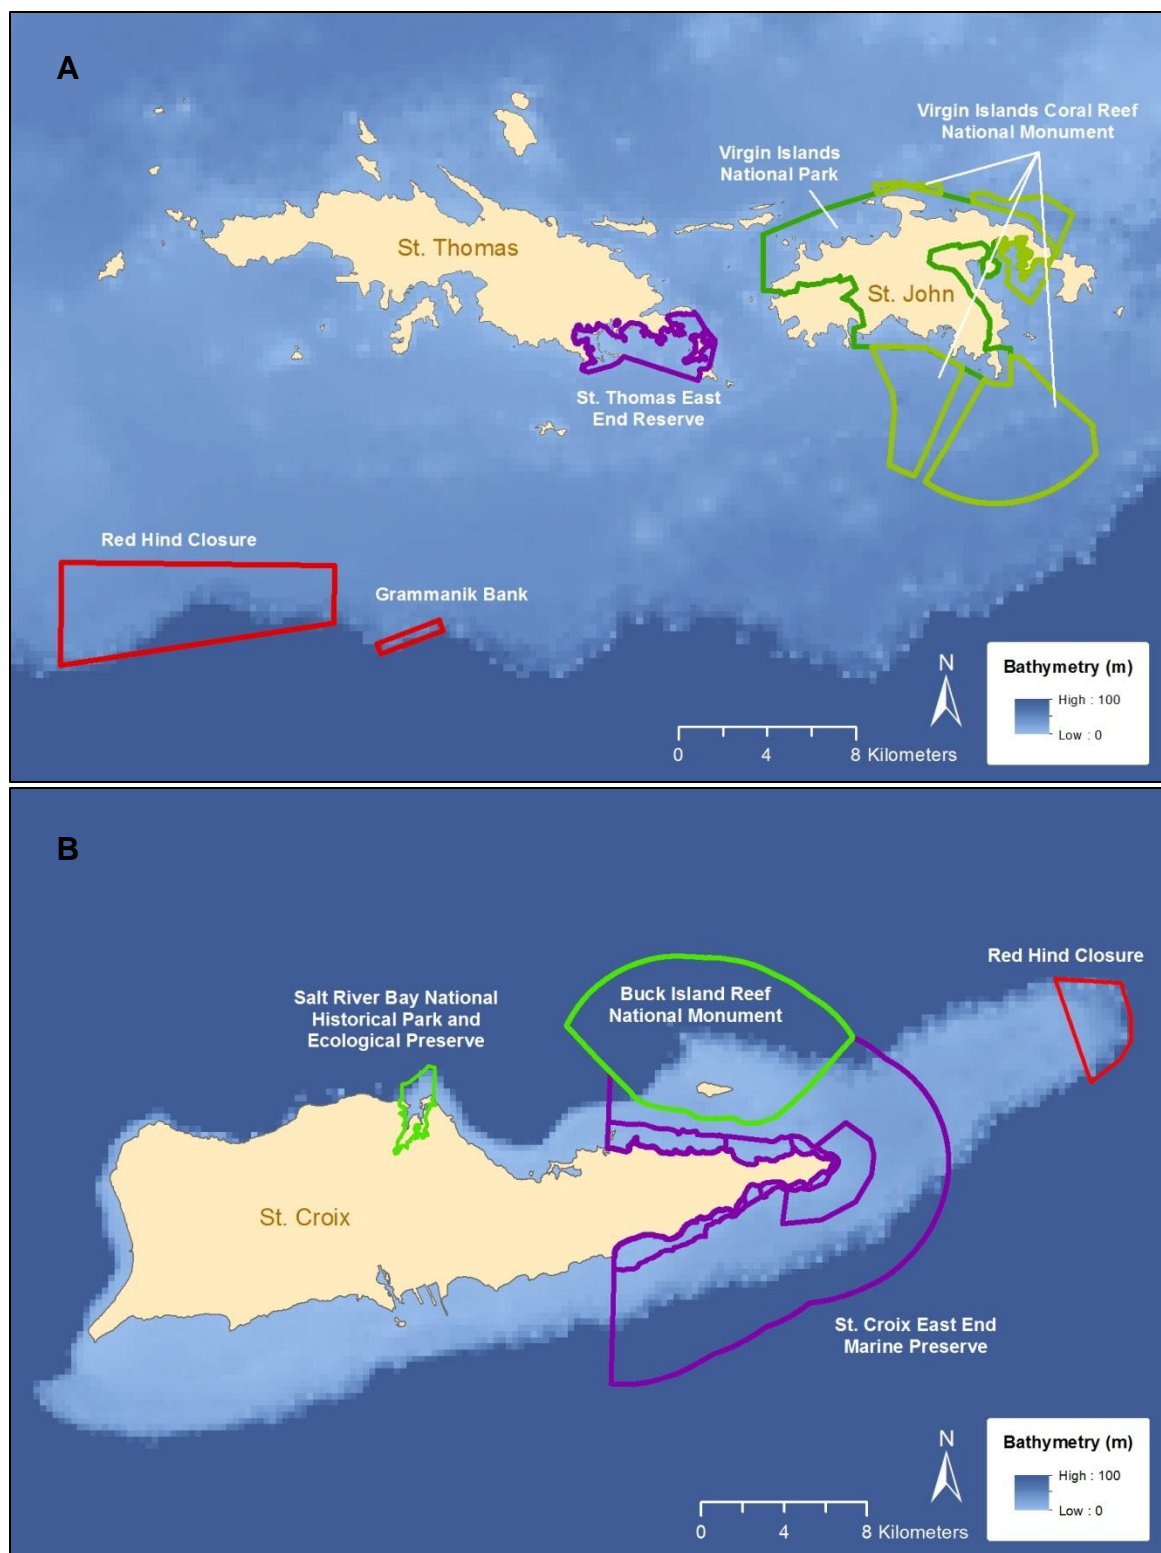 A
Virgin Islands Coral Reef
National Monument
Virgin Islands
National Park
St. Thomas
St. John
St. Thomas East
End Reserve
Red Hind Closure
Grammanik Bank
N
0 4 8 Kilometers
Bathymetry (m)
High : 100
Low : 0
B
Red Hind Closure
Salt River Bay National
Historical Park and
Ecological Preserve
Buck Island Reef
National Monument
St. Croix
St. Croix East End
Marine Preserve
N
0 4 8 Kilometers
Bathymetry (m)
High : 100
Low : 0